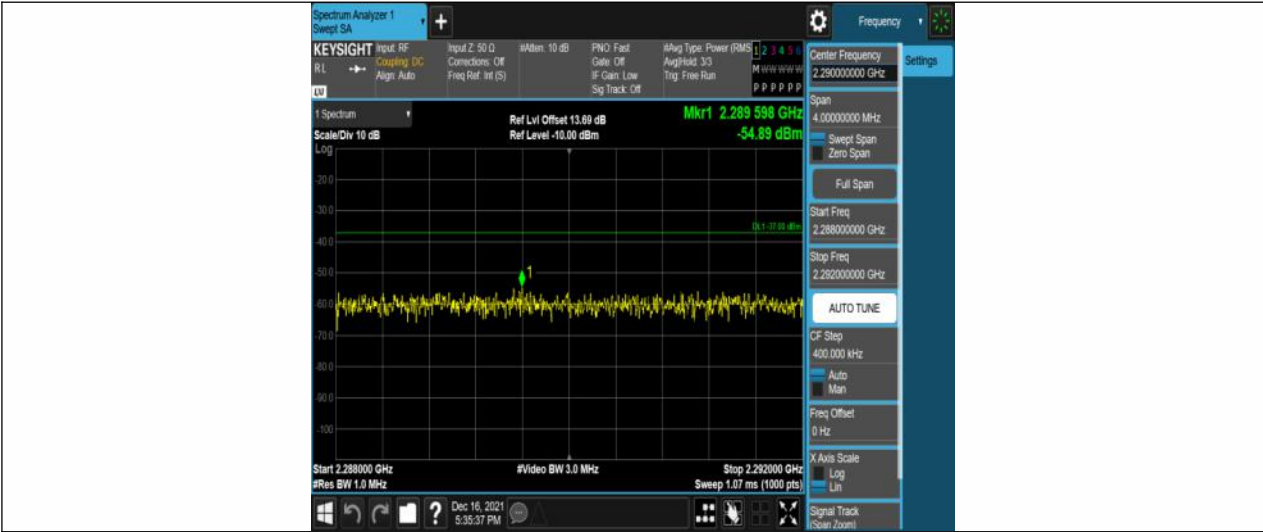 Spectrum Analyzer 1
Swept SA
Frequency
KEYSIGHT
RL
LV
Input: RF
Coupling: DC
Align: Auto
Input Z: 50 Ω
Corrections: Off
Freq Ref: Int (S)
#Atten: 10 dB
PNO: Fast
Gate: Off
IF Gain: Low
Sig Track: Off
#Avg Type: Power (RMS
Avg|Hold: 3/3
Trig: Free Run
1 2 3 4 5 6
M W W W W W
P P P P P P
Center Frequency
2.290000000 GHz
Settings
1 Spectrum
Scale/Div 10 dB
Ref Lvl Offset 13.69 dB
Ref Level -10.00 dBm
Mkr1 2.289 598 GHz
-54.89 dBm
Log
-20.0
-30.0
-40.0
-50.0
-60.0
-70.0
-80.0
-90.0
-100
DL1 -37.00 dBm
1
Start 2.288000 GHz
#Res BW 1.0 MHz
#Video BW 3.0 MHz
Stop 2.292000 GHz
Sweep 1.07 ms (1000 pts)
Span
4.00000000 MHz
Swept Span
Zero Span
Full Span
Start Freq
2.288000000 GHz
Stop Freq
2.292000000 GHz
AUTO TUNE
CF Step
400.000 kHz
Auto
Man
Freq Offset
0 Hz
X Axis Scale
Log
Lin
Signal Track
(Span Zoom)
?
Dec 16, 2021
5:35:37 PM